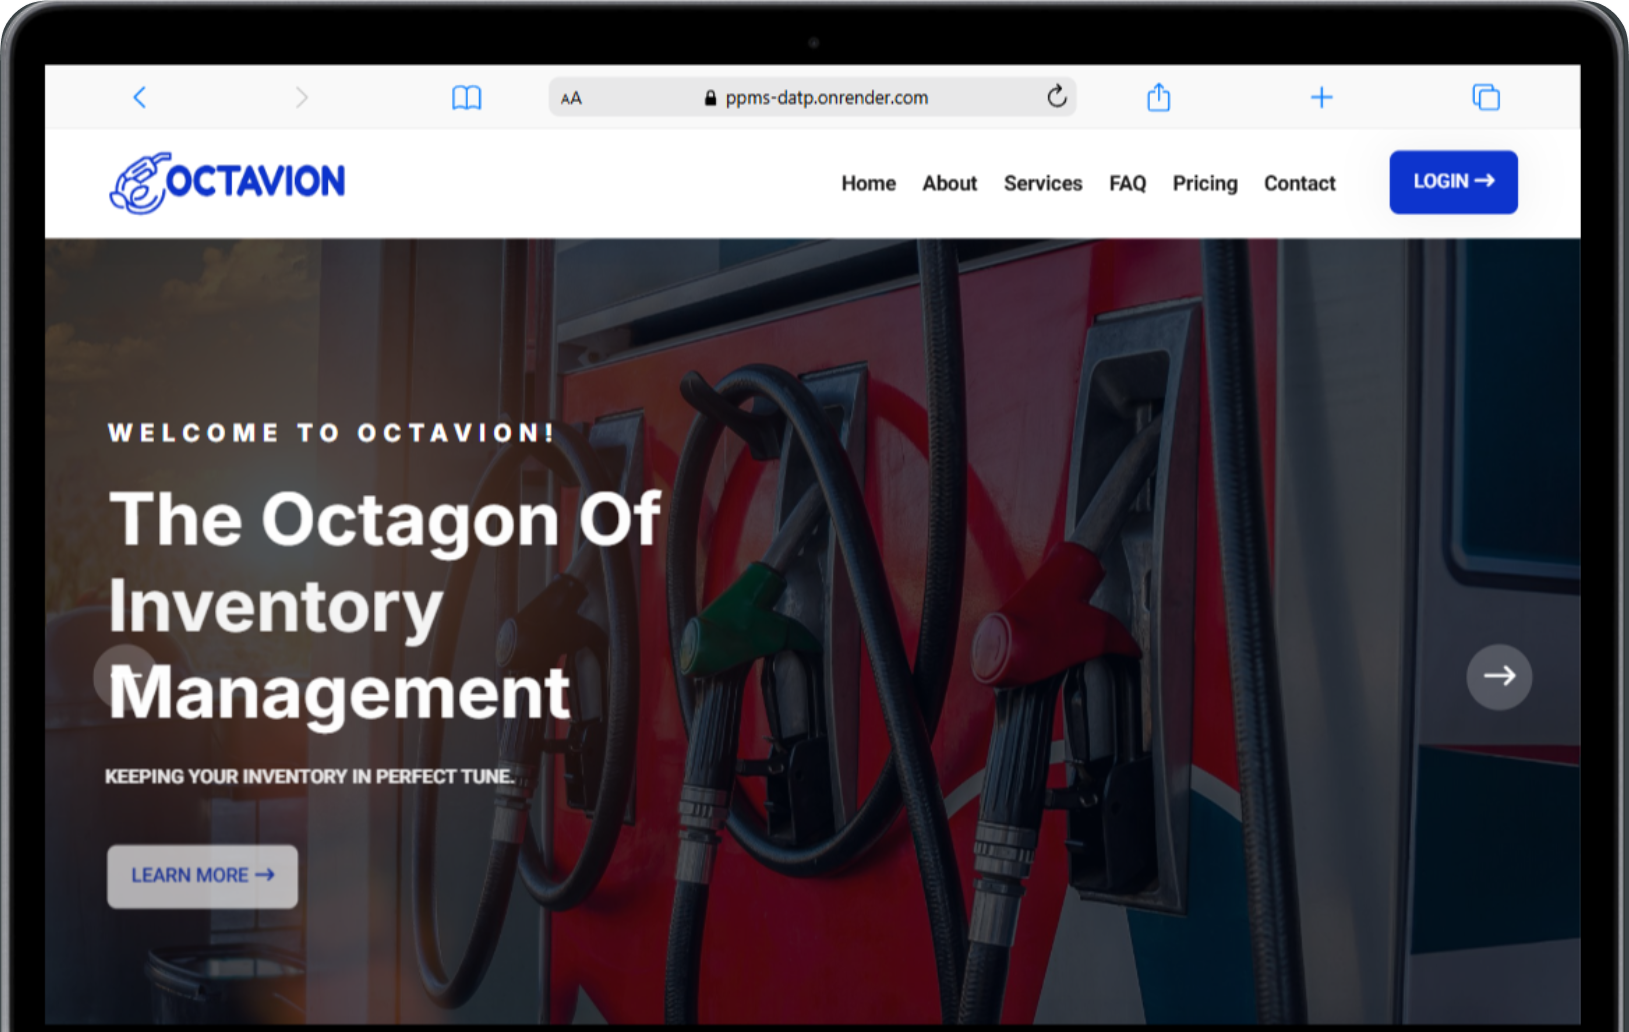 AA ppms-datp.onrender.com
OCTAVION
Home About Services FAQ Pricing Contact LOGIN →
WELCOME TO OCTAVION!
The Octagon Of
Inventory
Management
KEEPING YOUR INVENTORY IN PERFECT TUNE.
LEARN MORE →